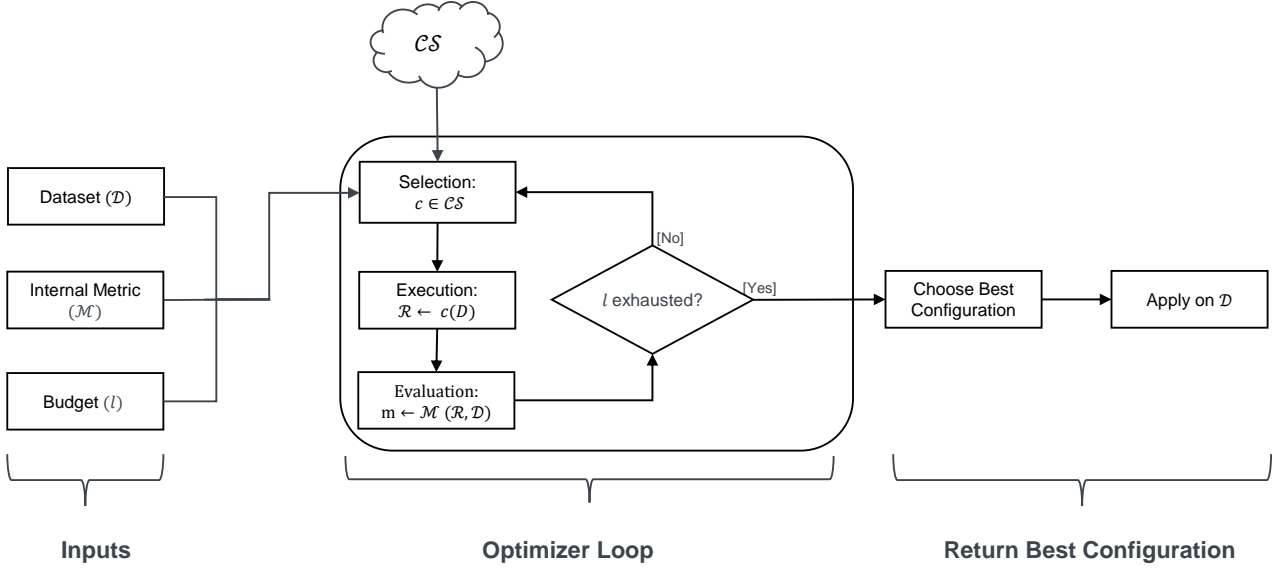 𝒞𝒮
Dataset (𝒟)
Internal Metric
(ℳ)
Budget (𝑙)
Inputs
Selection:
𝑐 ∈ 𝒞𝒮
Execution:
ℛ ← 𝑐(𝐷)
Evaluation:
m ← ℳ (ℛ, 𝒟)
[No]
𝑙 exhausted?
[Yes]
Optimizer Loop
Choose Best
Configuration
Apply on 𝒟
Return Best Configuration